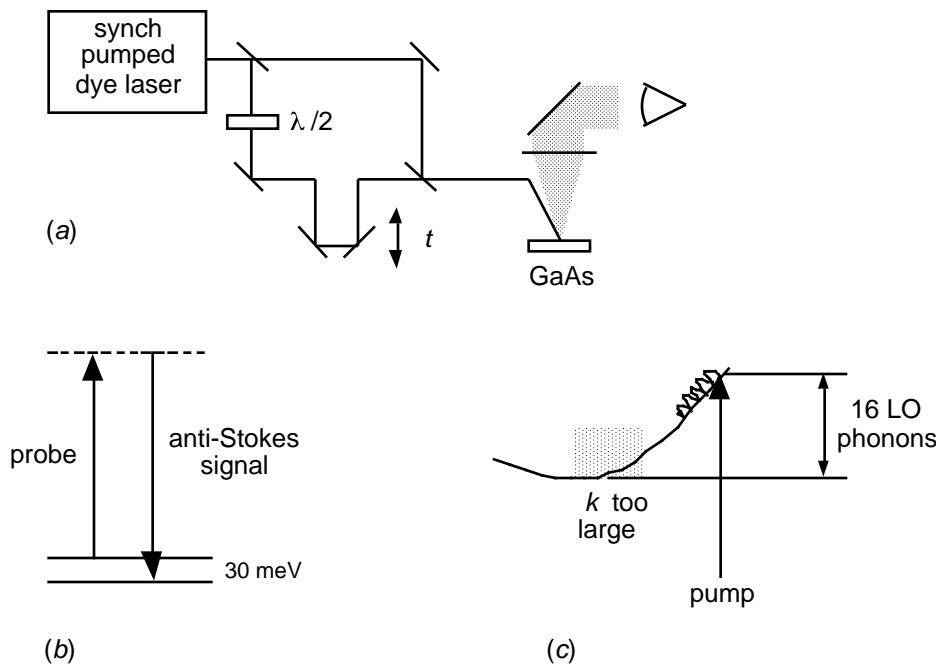 synch
pumped
dye laser
λ/2
(a)
t
GaAs
probe
anti-Stokes
signal
30 meV
(b)
16 LO
phonons
k too
large
pump
(c)